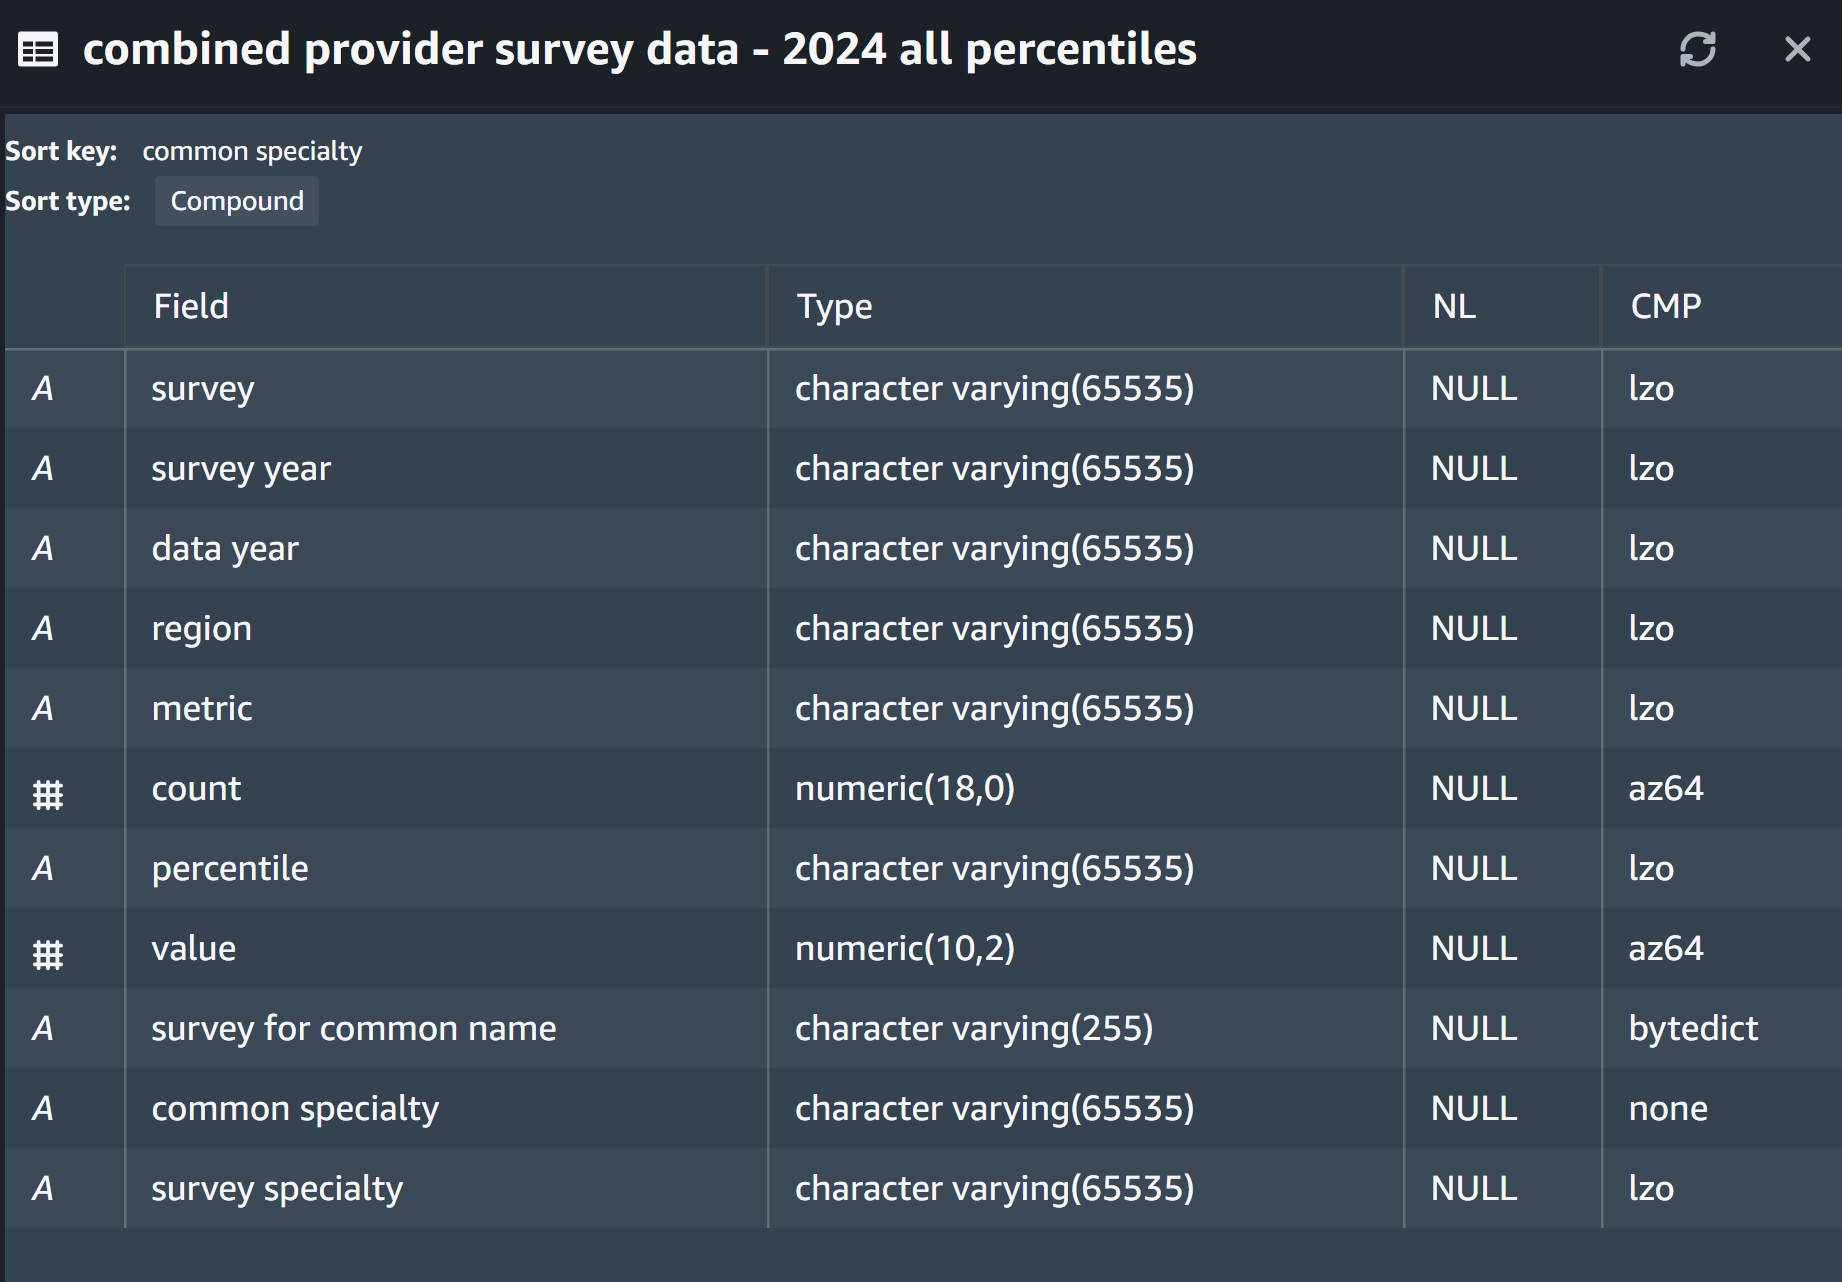 combined provider survey data - 2024 all percentiles
Sort key: common specialty
Sort type: Compound
Field Type NL CMP
A survey character varying(65535) NULL lzo
A survey year character varying(65535) NULL lzo
A data year character varying(65535) NULL lzo
A region character varying(65535) NULL lzo
A metric character varying(65535) NULL lzo
count numeric(18,0) NULL az64
A percentile character varying(65535) NULL lzo
value numeric(10,2) NULL az64
A survey for common name character varying(255) NULL bytedict
A common specialty character varying(65535) NULL none
A survey specialty character varying(65535) NULL lzo